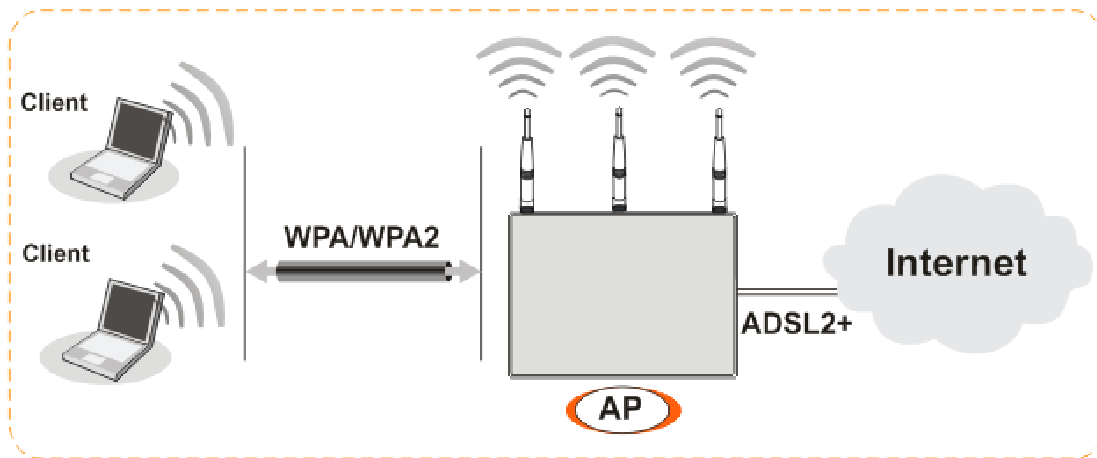 Client
Client
WPA/WPA2
AP
ADSL2+
Internet